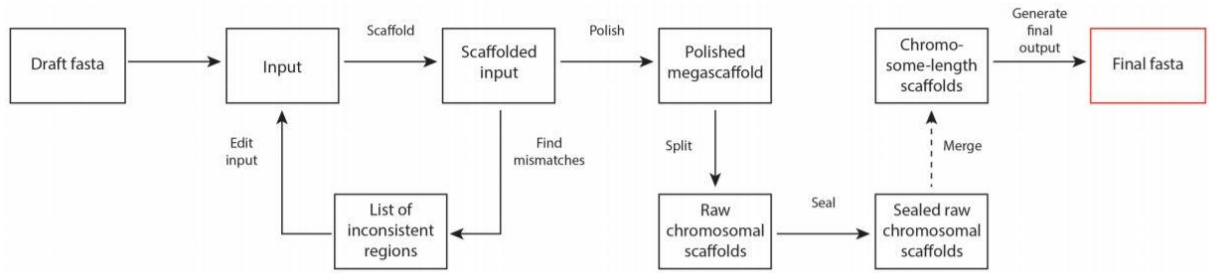 Draft fasta
Input
Scaffold
Scaffolded
input
Polish
Polished
megascaffold
Chromo-
some-length
scaffolds
Generate
final
output
Final fasta
Edit
input
Find
mismatches
List of
inconsistent
regions
Split
Raw
chromosomal
scaffolds
Seal
Sealed raw
chromosomal
scaffolds
Merge